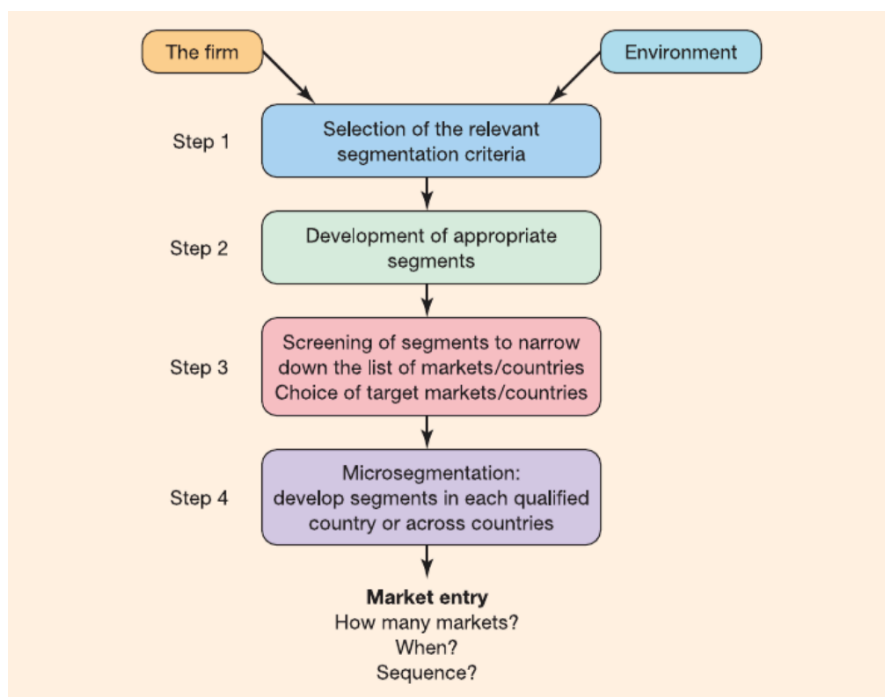 The firm
Environment
Step 1
Selection of the relevant
segmentation criteria
Step 2
Development of appropriate
segments
Step 3
Screening of segments to narrow
down the list of markets/countries
Choice of target markets/countries
Step 4
Microsegmentation:
develop segments in each qualified
country or across countries
Market entry
How many markets?
When?
Sequence?